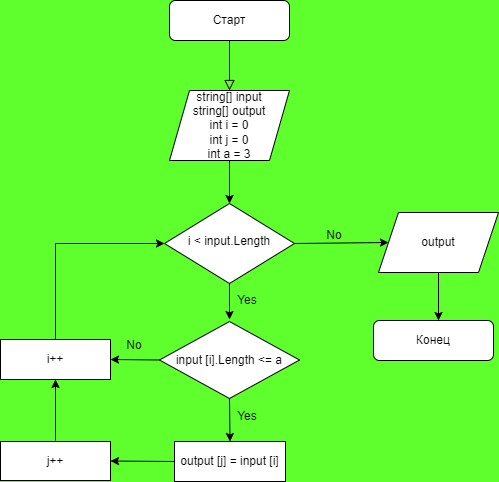 Старт
string[] input
string[] output
int i = 0
int j = 0
int a = 3
i < input.Length
No
output
Yes
Конец
input [i].Length <= a
No
i++
Yes
output [j] = input [i]
j++